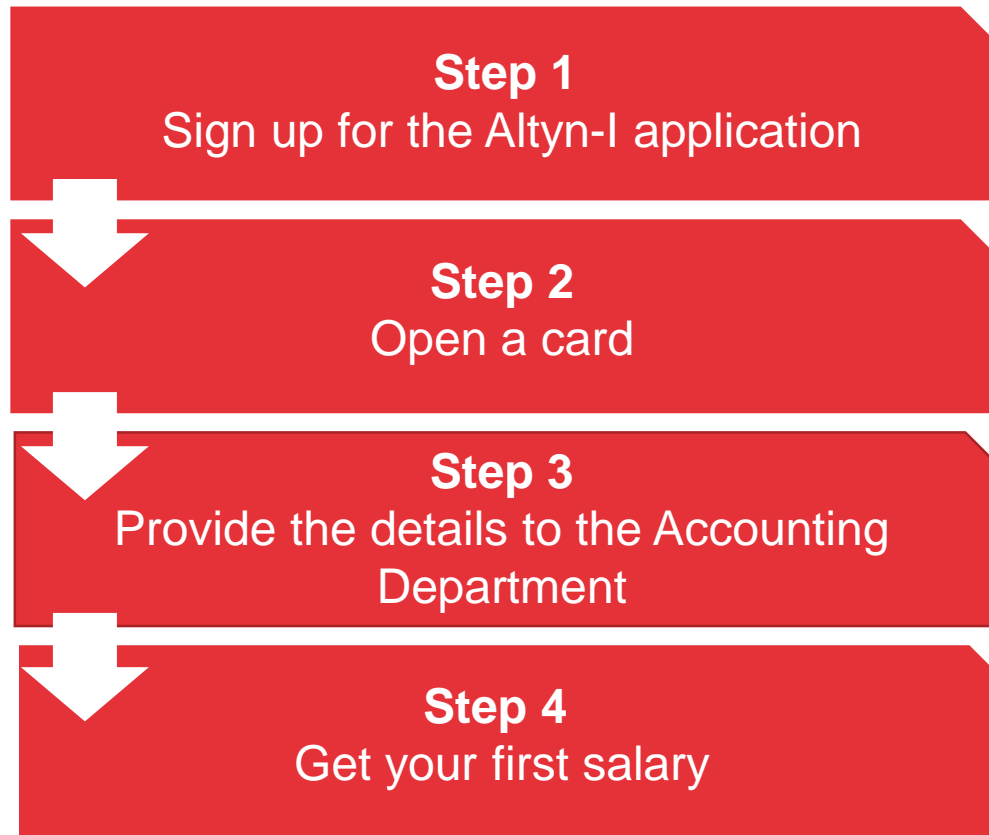 Step 1
Sign up for the Altyn-I application
Step 2
Open a card
Step 3
Provide the details to the Accounting
Department
Step 4
Get your first salary